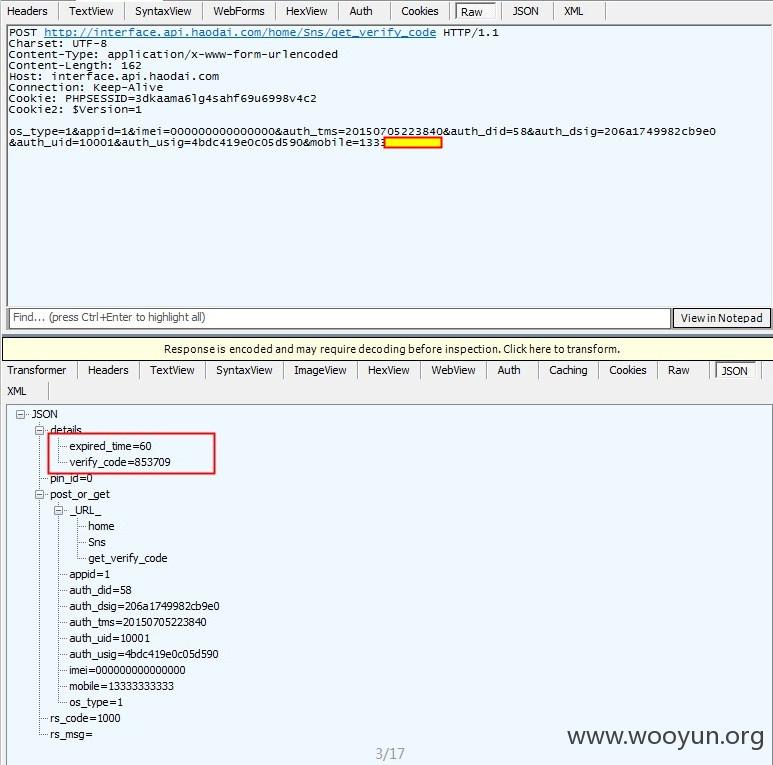 Headers TextView SyntaxView WebForms HexView Auth Cookies Raw JSON XML
POST http://interface.api.haodai.com/home/Sns/get_verify_code HTTP/1.1
Charset: UTF-8
Content-Type: application/x-www-form-urlencoded
Content-Length: 162
Host: interface.api.haodai.com
Connection: Keep-Alive
Cookie: PHPSESSID=3dkaama6lg4sahf69u6998v4c2
Cookie2: $Version=1
os_type=1&appid=1&imei=000000000000000&auth_tms=20150705223840&auth_did=58&auth_dsig=206a1749982cb9e0
&auth_uid=10001&auth_usig=4bdc419e0c05d590&mobile=1333
Find... (press Ctrl+Enter to highlight all) View in Notepad
Response is encoded and may require decoding before inspection. Click here to transform.
Transformer Headers TextView SyntaxView ImageView HexView WebView Auth Caching Cookies Raw JSON
XML
JSON
details
expired_time=60
verify_code=853709
pin_id=0
post_or_get
_URL_
home
Sns
get_verify_code
appid=1
auth_did=58
auth_dsig=206a1749982cb9e0
auth_tms=20150705223840
auth_uid=10001
auth_usig=4bdc419e0c05d590
imei=000000000000000
mobile=13333333333
os_type=1
rs_code=1000
rs_msg=
www.wooyun.org
3/17